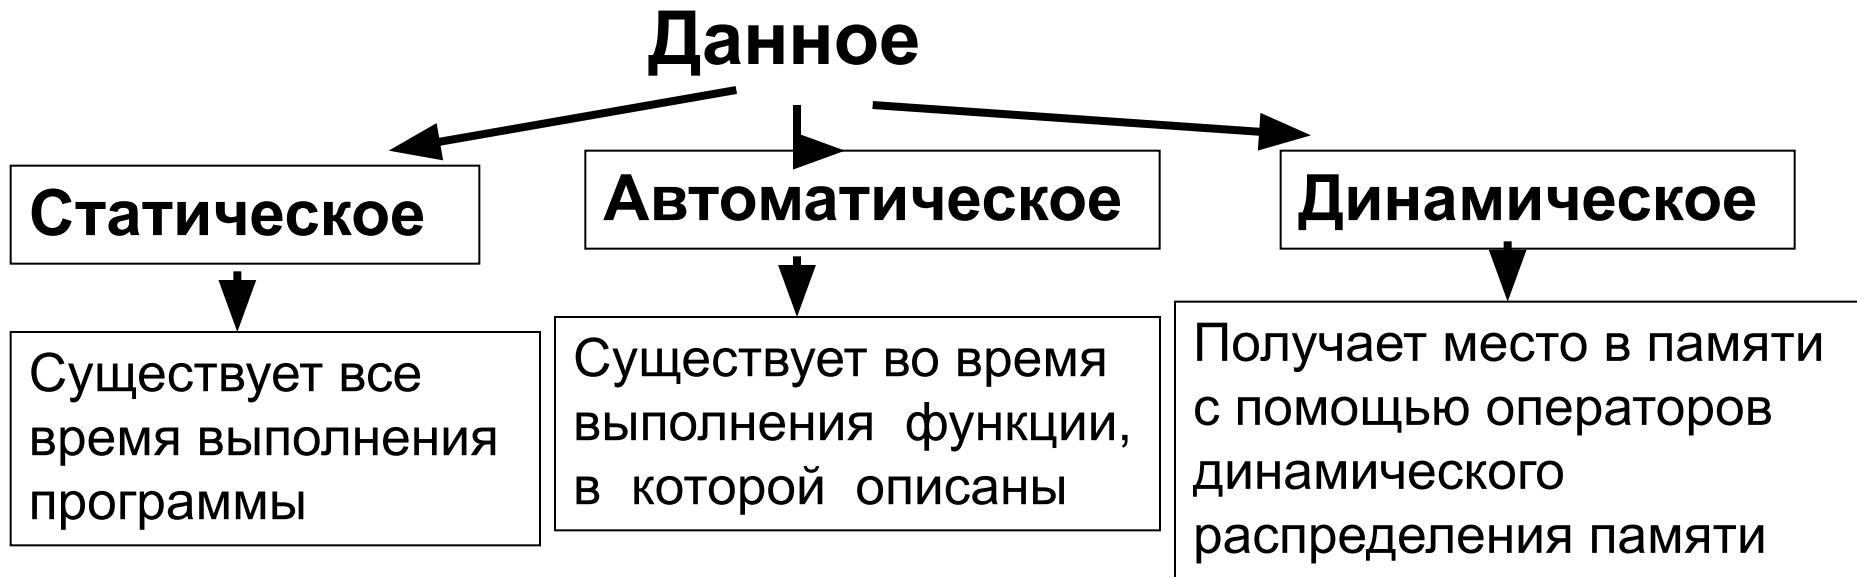 Данное
Статическое
Автоматическое
Динамическое
Существует все
время выполнения
программы
Существует во время
выполнения функции,
в которой описаны
Получает место в памяти
с помощью операторов
динамического
распределения памяти